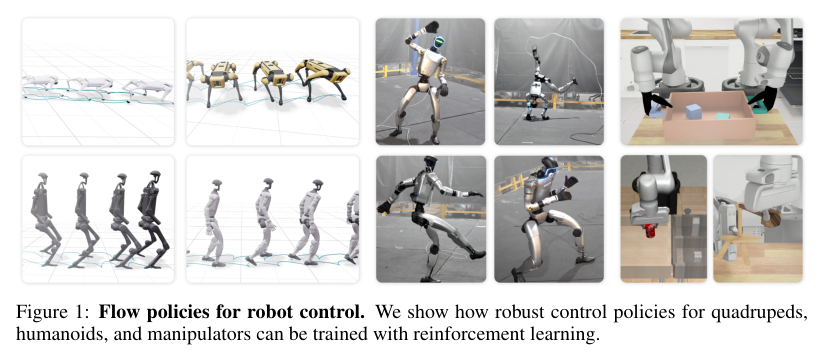 Figure 1: Flow policies for robot control. We show how robust control policies for quadrupeds,
humanoids, and manipulators can be trained with reinforcement learning.